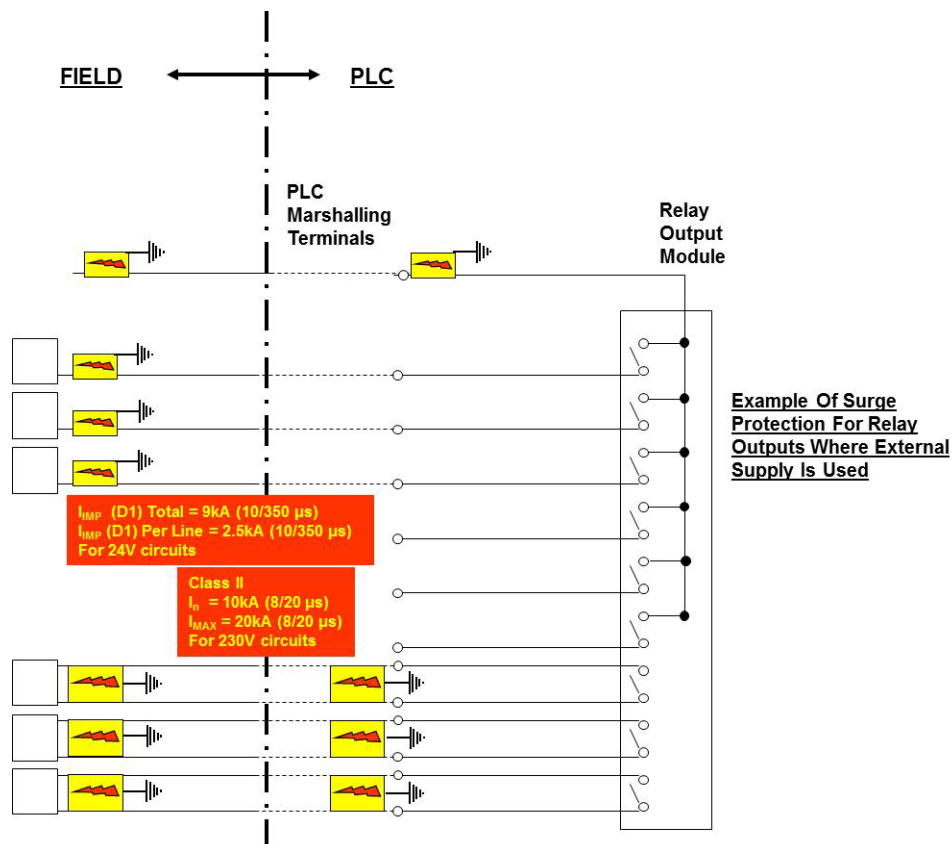 FIELD
PLC
PLC
Marshalling
Terminals
Relay
Output
Module
Example Of Surge
Protection For Relay
Outputs Where External
Supply Is Used
IIMP (D1) Total = 9kA (10/350 µs)
IIMP (D1) Per Line = 2.5kA (10/350 µs)
For 24V circuits
Class II
In = 10kA (8/20 µs)
IMAX = 20kA (8/20 µs)
For 230V circuits